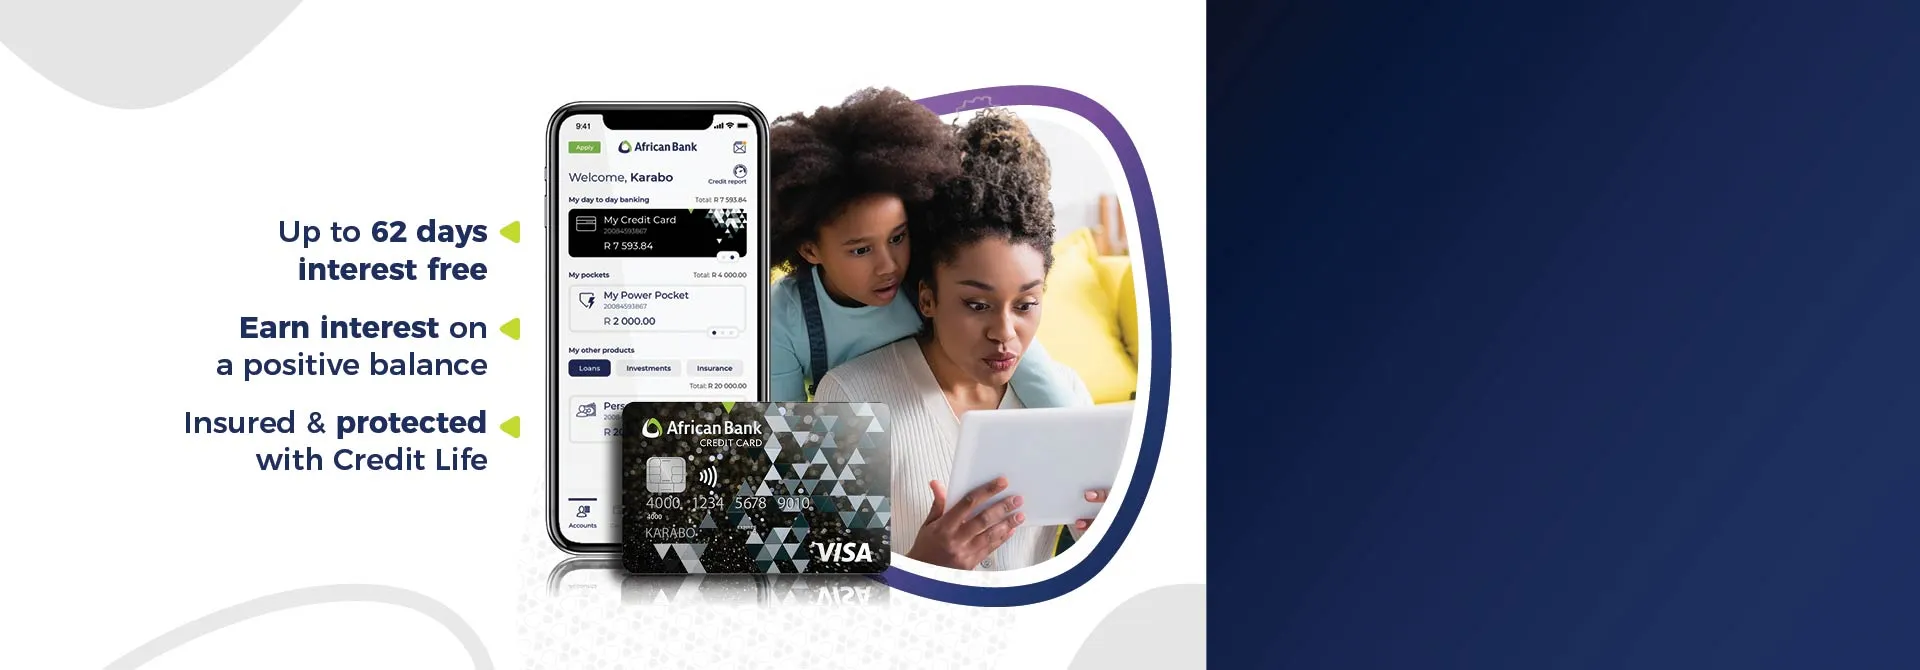 Up to 62 days
interest free
Earn interest on
a positive balance
Insured & protected
with Credit Life
9:41
Apply
African Bank
Welcome, Karabo
Credit report
My day to day banking
Total: R 7 593.84
My Credit Card
20084593867
R 7 593.84
My pockets
Total: R 4 000.00
My Power Pocket
20084593867
R 2 000.00
My other products
Loans
Investments
Insurance
Total: R 20 000.00
Pers
2008
R 20
Accounts
African Bank
CREDIT CARD
4000 1234 5678 9010
4000
KARABO
VISA